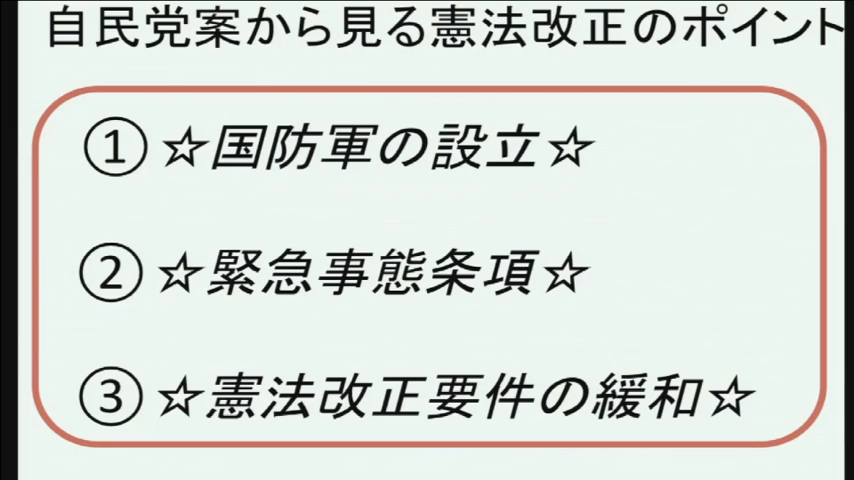 自民党案から見る憲法改正のポイント
① ☆国防軍の設立☆
② ☆緊急事態条項☆
③ ☆憲法改正要件の緩和☆